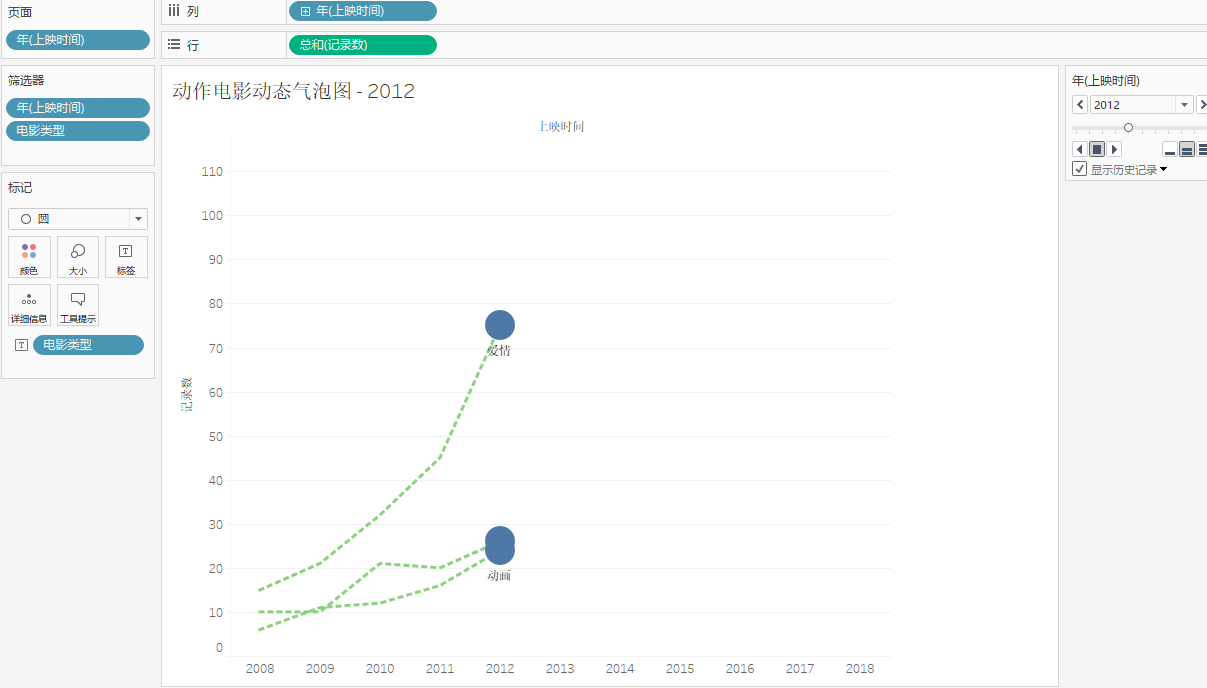 页面
年(上映时间)
筛选器
年(上映时间)
电影类型
标记
圆
颜色
大小
标签
详细信息
工具提示
电影类型
列
年(上映时间)
行
总和(记录数)
动作电影动态气泡图 - 2012
上映时间
记录数
110
100
90
80
70
60
50
40
30
20
10
0
爱情
动画
2008 2009 2010 2011 2012 2013 2014 2015 2016 2017 2018
年(上映时间)
2012
显示历史记录